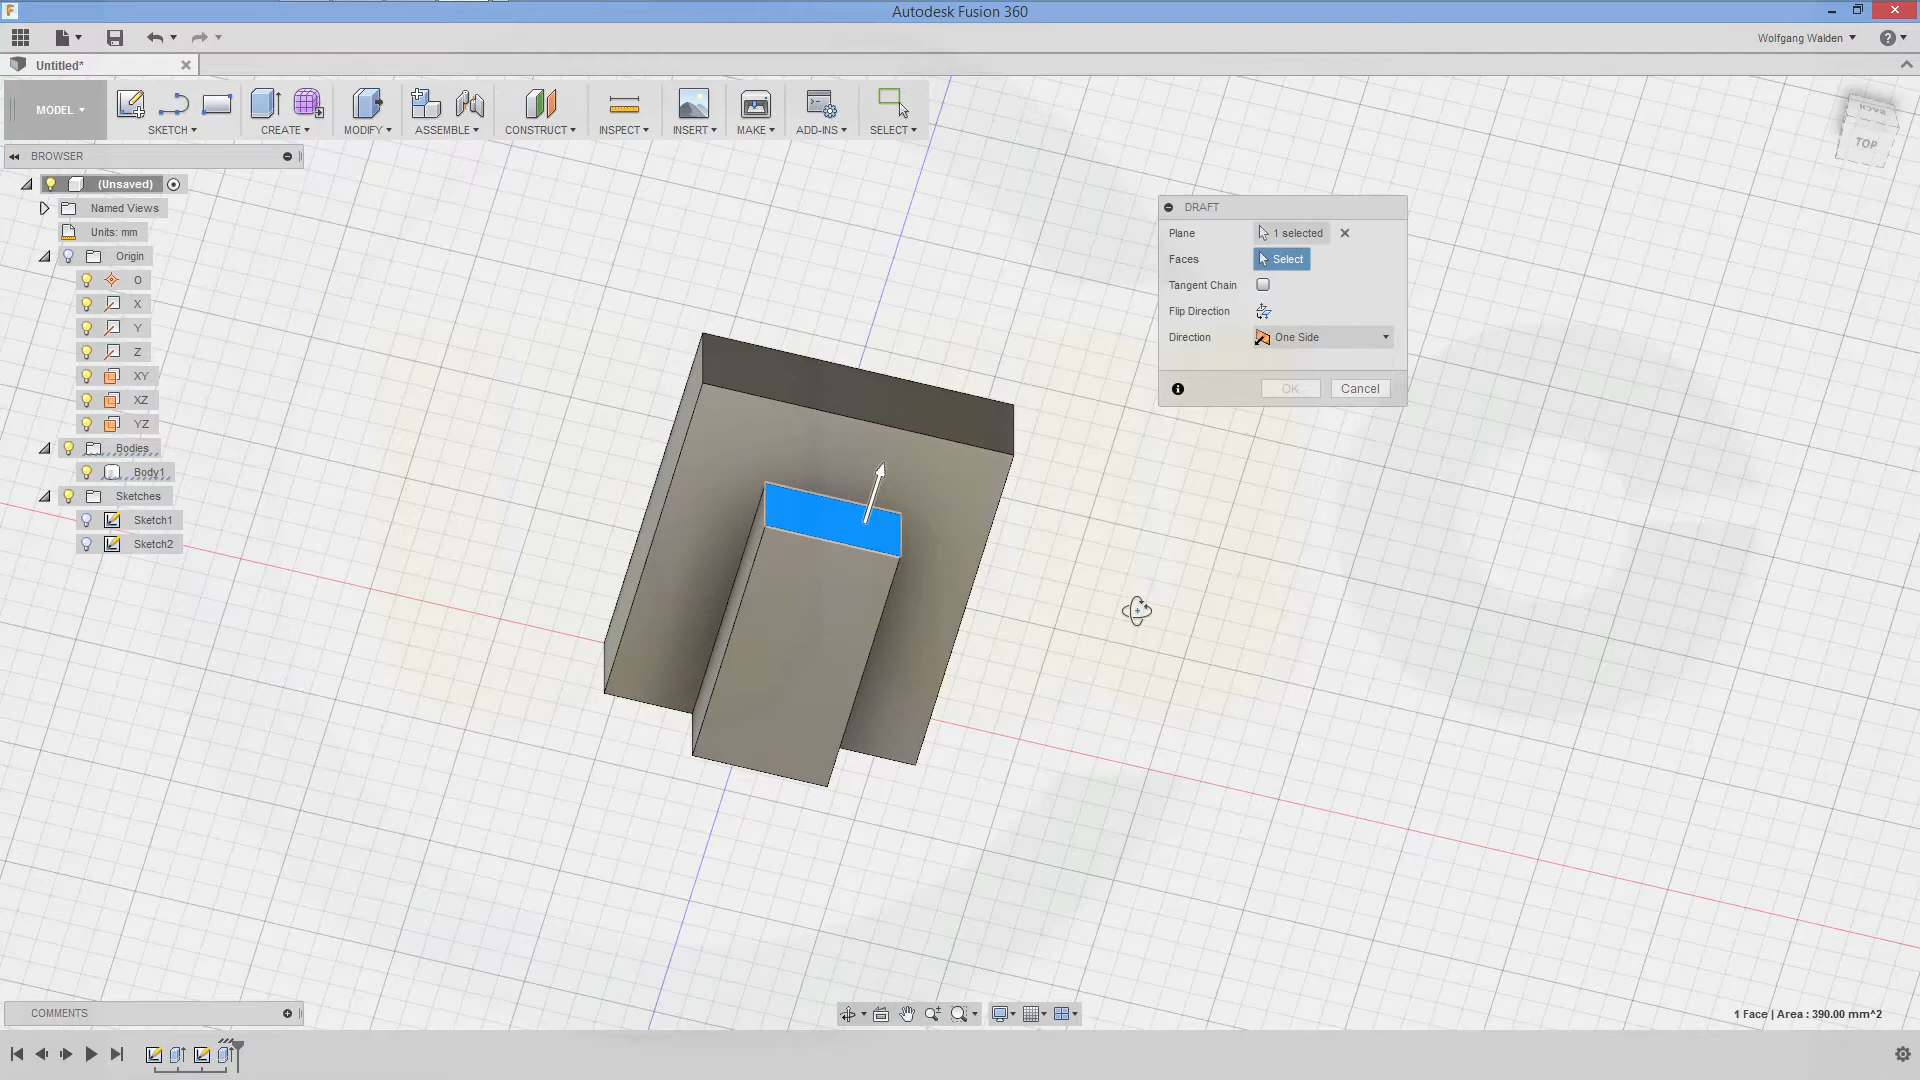 Autodesk Fusion 360
Wolfgang Walden
Untitled*
MODEL
SKETCH
CREATE
MODIFY
ASSEMBLE
CONSTRUCT
INSPECT
INSERT
MAKE
ADD-INS
SELECT
BACK
TOP
BROWSER
(Unsaved)
Named Views
Units: mm
Origin
O
X
Y
Z
XY
XZ
YZ
Bodies
Body1
Sketches
Sketch1
Sketch2
DRAFT
Plane
1 selected
Faces
Select
Tangent Chain
Flip Direction
Direction
One Side
OK
Cancel
COMMENTS
1 Face | Area : 390.00 mm^2